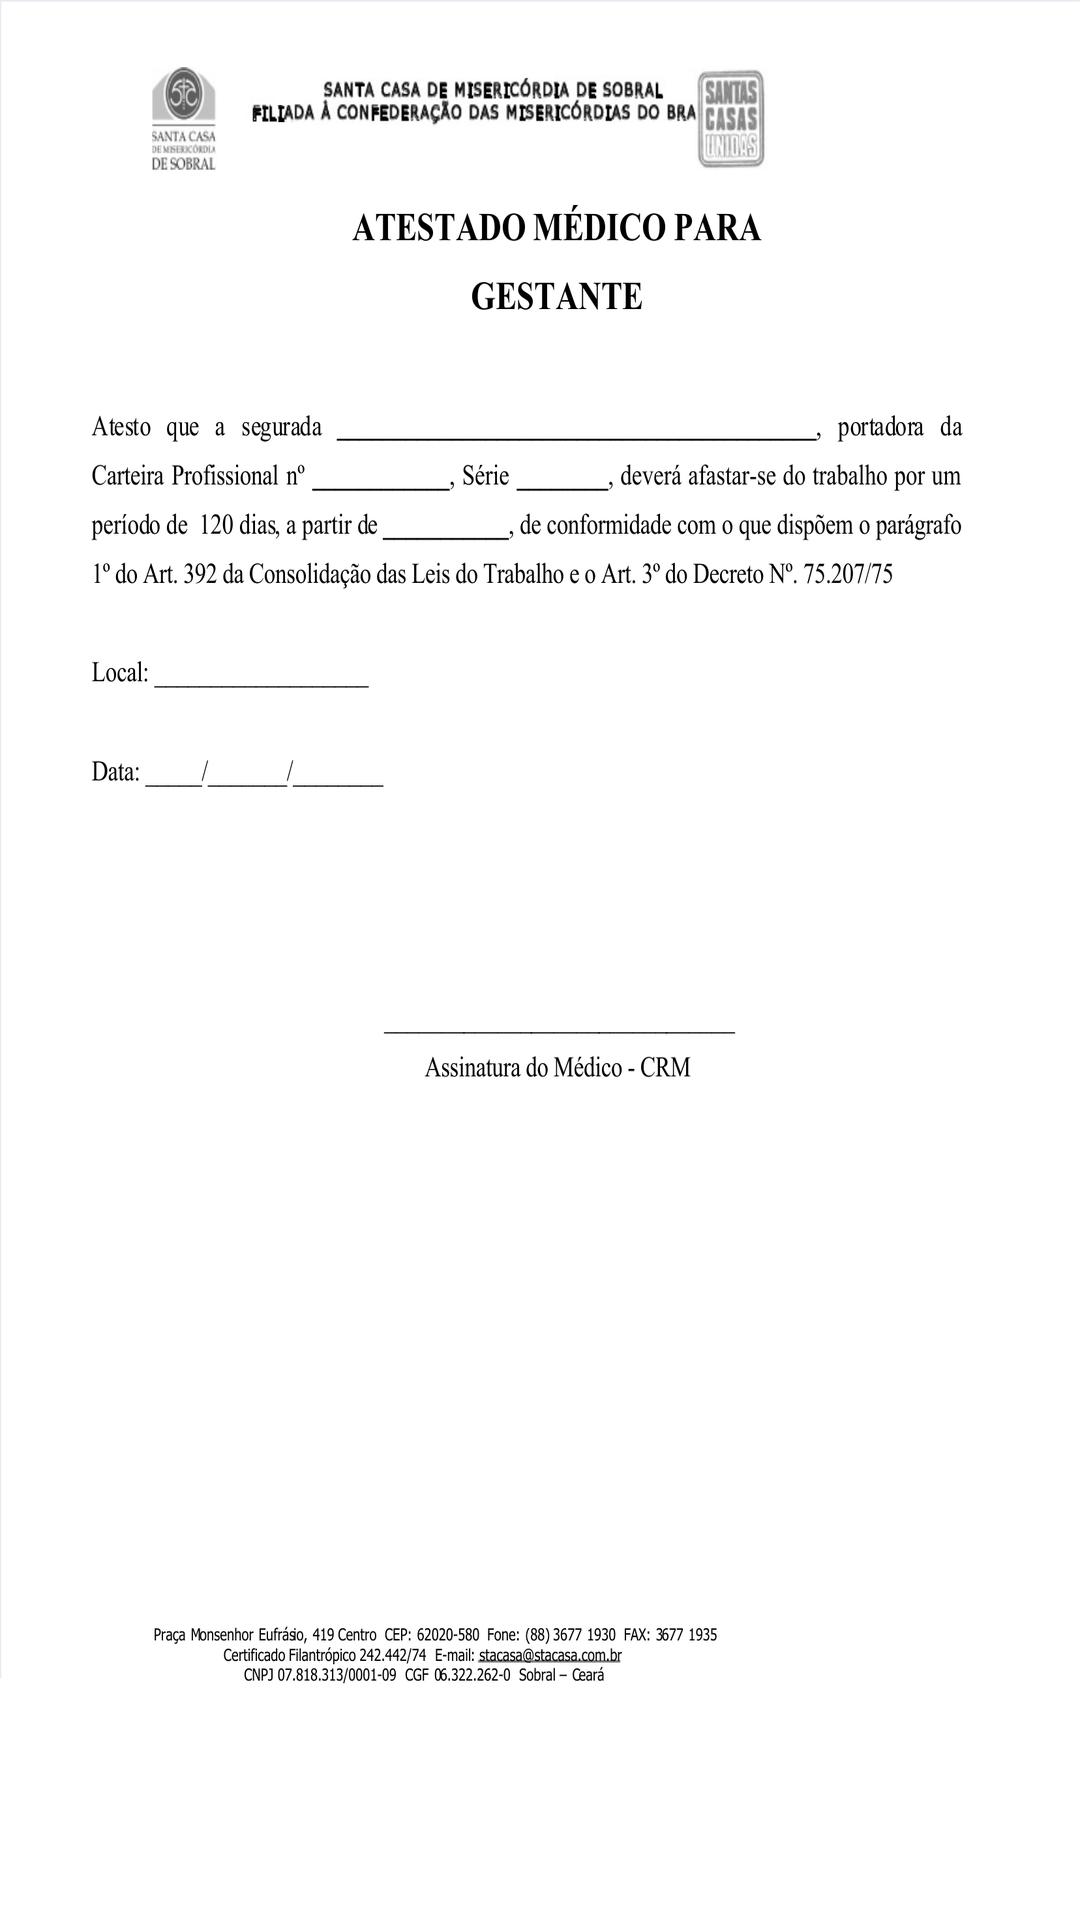 SANTA CASA
DE MISERICÓRDIA
DE SOBRAL
SANTA CASA DE MISERICÓRDIA DE SOBRAL
FILIADA À CONFEDERAÇÃO DAS MISERICÓRDIAS DO BRA
SANTAS
CASAS
UNIDAS
ATESTADO MÉDICO PARA
GESTANTE
Atesto que a segurada ____________________________________, portadora da
Carteira Profissional nº ____________, Série ________, deverá afastar-se do trabalho por um
período de 120 dias, a partir de ___________, de conformidade com o que dispõem o parágrafo
1º do Art. 392 da Consolidação das Leis do Trabalho e o Art. 3º do Decreto Nº. 75.207/75
Local: ___________________
Data: _____/_______/________
_______________________________
Assinatura do Médico - CRM
Praça Monsenhor Eufrásio, 419 Centro CEP: 62020-580 Fone: (88) 3677 1930 FAX: 3677 1935
Certificado Filantrópico 242.442/74 E-mail: stacasa@stacasa.com.br
CNPJ 07.818.313/0001-09 CGF 06.322.262-0 Sobral – Ceará